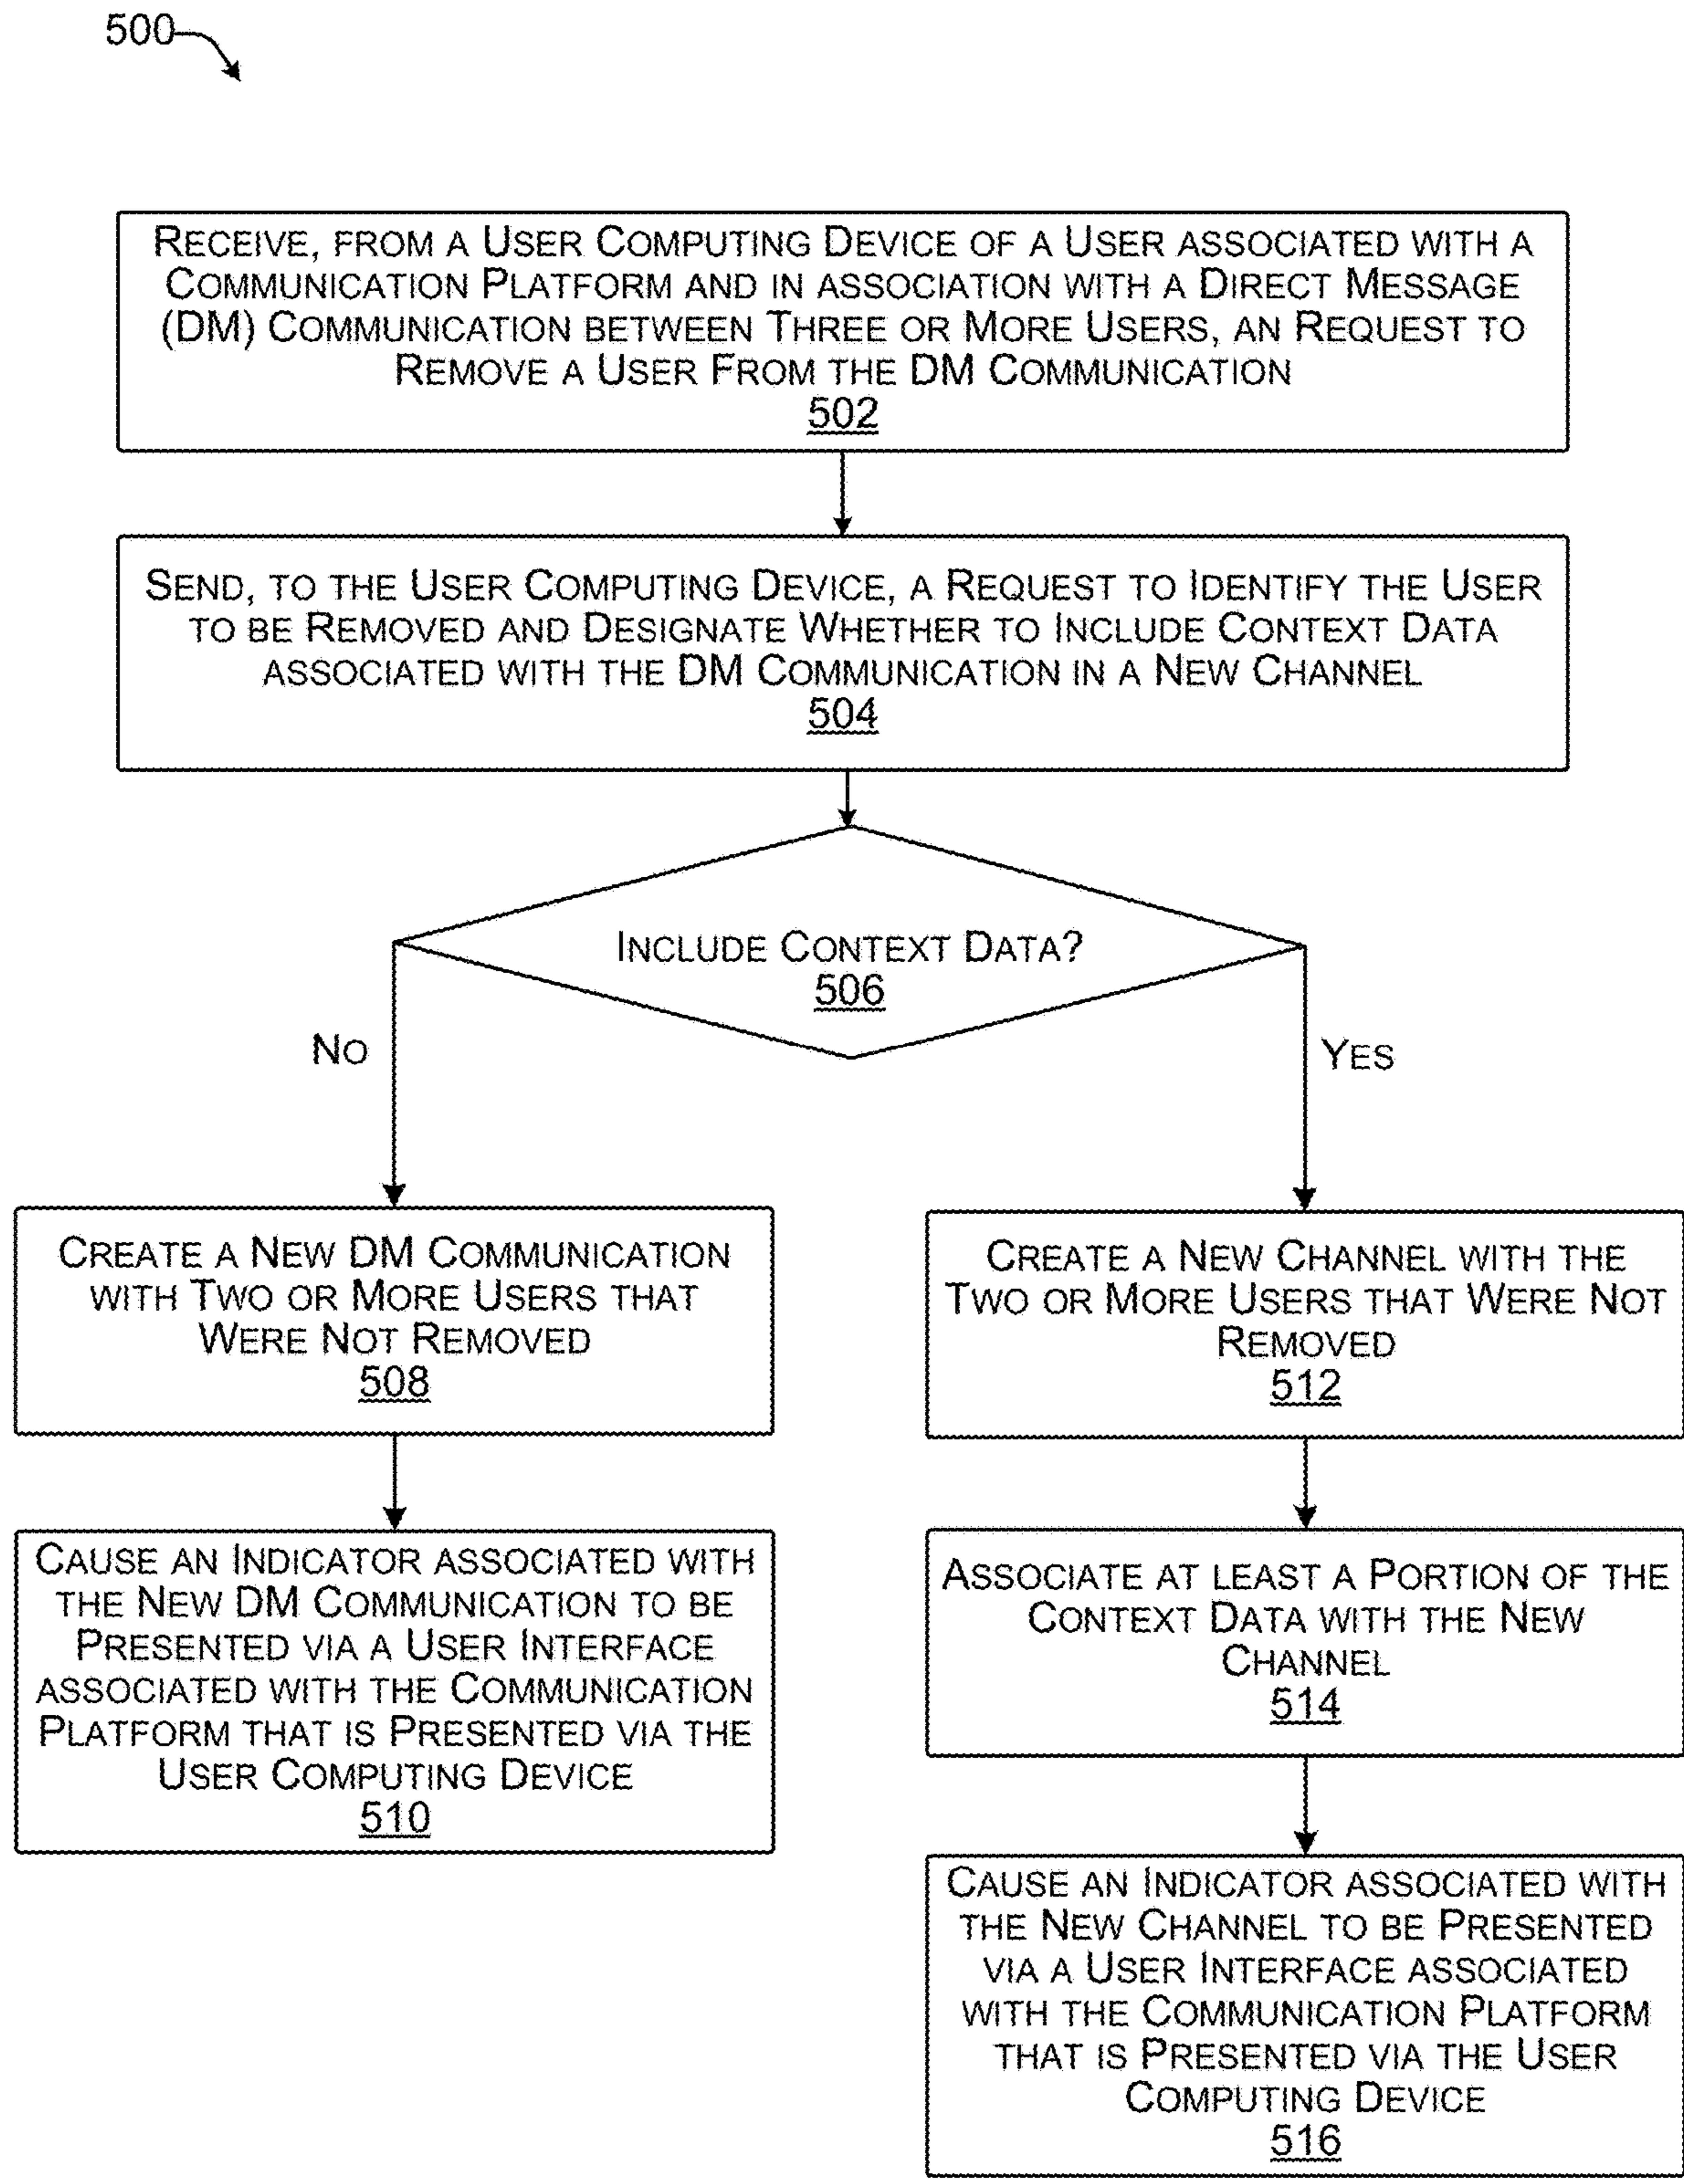 500
RECEIVE, FROM A USER COMPUTING DEVICE OF A USER ASSOCIATED WITH A
COMMUNICATION PLATFORM AND IN ASSOCIATION WITH A DIRECT MESSAGE
(DM) COMMUNICATION BETWEEN THREE OR MORE USERS, AN REQUEST TO
REMOVE A USER FROM THE DM COMMUNICATION
502
SEND, TO THE USER COMPUTING DEVICE, A REQUEST TO IDENTIFY THE USER
TO BE REMOVED AND DESIGNATE WHETHER TO INCLUDE CONTEXT DATA
ASSOCIATED WITH THE DM COMMUNICATION IN A NEW CHANNEL
504
INCLUDE CONTEXT DATA?
506
NO
YES
CREATE A NEW DM COMMUNICATION
WITH TWO OR MORE USERS THAT
WERE NOT REMOVED
508
CAUSE AN INDICATOR ASSOCIATED WITH
THE NEW DM COMMUNICATION TO BE
PRESENTED VIA A USER INTERFACE
ASSOCIATED WITH THE COMMUNICATION
PLATFORM THAT IS PRESENTED VIA THE
USER COMPUTING DEVICE
510
CREATE A NEW CHANNEL WITH THE
TWO OR MORE USERS THAT WERE NOT
REMOVED
512
ASSOCIATE AT LEAST A PORTION OF THE
CONTEXT DATA WITH THE NEW
CHANNEL
514
CAUSE AN INDICATOR ASSOCIATED WITH
THE NEW CHANNEL TO BE PRESENTED
VIA A USER INTERFACE ASSOCIATED
WITH THE COMMUNICATION PLATFORM
THAT IS PRESENTED VIA THE USER
COMPUTING DEVICE
516